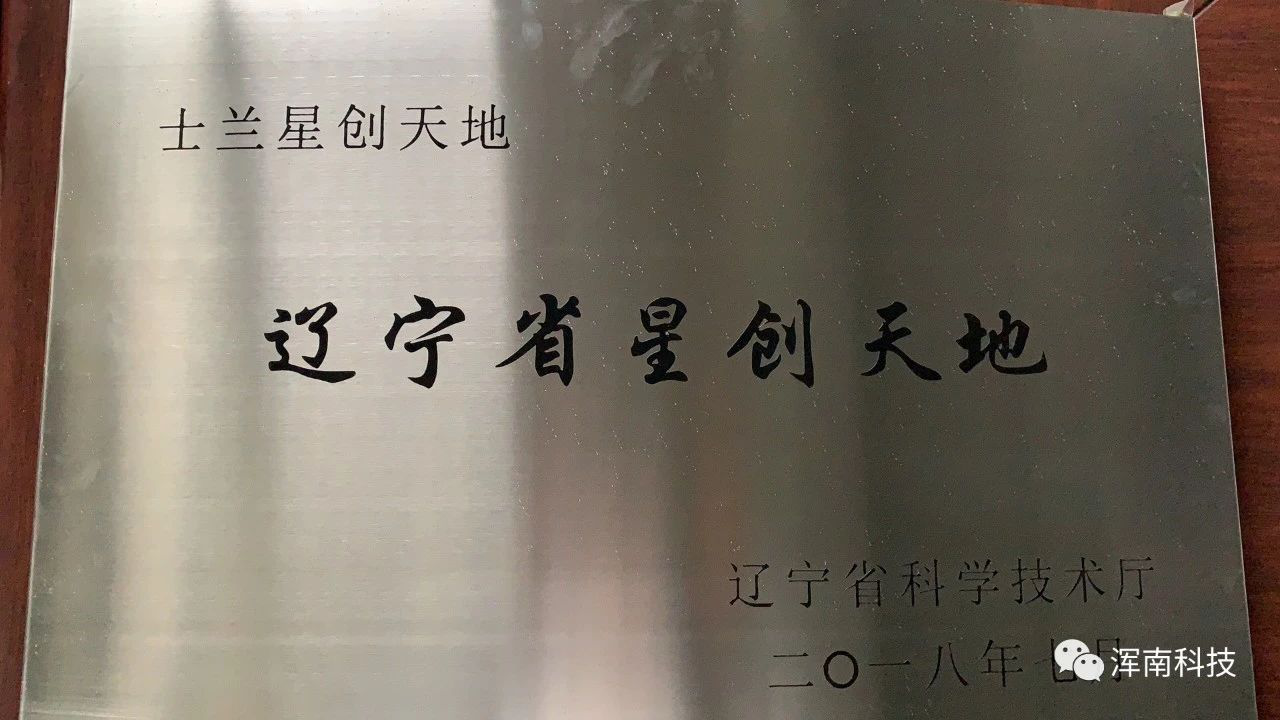 士兰星创天地
辽宁省星创天地
辽宁省科学技术厅
二〇一八年七月
浑南科技